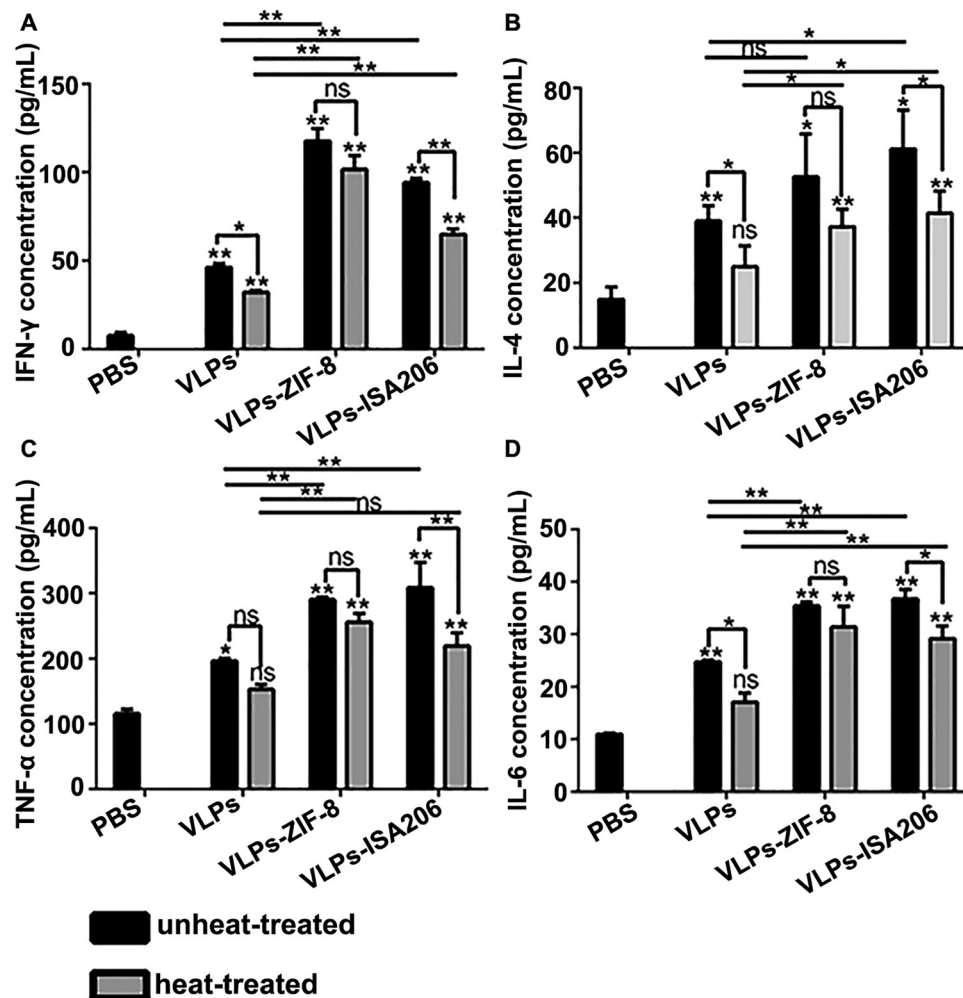 A
IFN-γ concentration (pg/mL)
150
100
50
0
**
**
**
**
ns
**
**
**
**
**
*
**
**
PBS
VLPs
VLPs-ZIF-8
VLPs-ISA206
B
IL-4 concentration (pg/mL)
80
60
40
20
0
*
ns
*
*
ns
*
*
*
*
**
**
**
ns
PBS
VLPs
VLPs-ZIF-8
VLPs-ISA206
C
TNF-α concentration (pg/mL)
400
300
200
100
0
**
**
**
ns
**
ns
**
**
**
ns
*
**
ns
PBS
VLPs
VLPs-ZIF-8
VLPs-ISA206
D
IL-6 concentration (pg/mL)
50
40
30
20
10
0
**
**
**
**
ns
*
**
**
**
*
**
**
ns
PBS
VLPs
VLPs-ZIF-8
VLPs-ISA206
unheat-treated
heat-treated